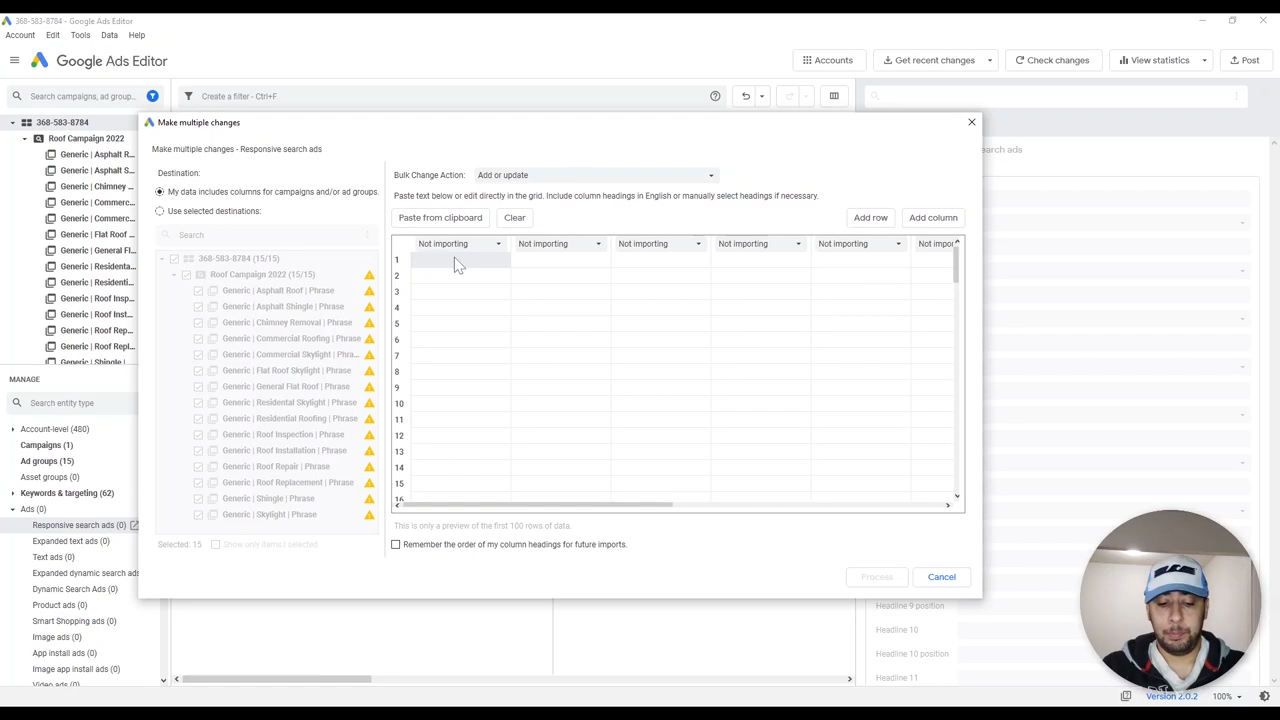 368-583-8784 - Google Ads Editor
Account Edit Tools Data Help
Google Ads Editor
Accounts
Get recent changes
Check changes
View statistics
Post
Search campaigns, ad group...
Create a filter - Ctrl+F
368-583-8784
Roof Campaign 2022
Generic | Asphalt R...
Generic | Asphalt S...
Generic | Chimney ...
Generic | Commerc...
Generic | Commerc...
Generic | Flat Roof ...
Generic | General Fl...
Generic | Residenta...
Generic | Residentia...
Generic | Roof Insp...
Generic | Roof Inst...
Generic | Roof Rep...
Generic | Roof Repl...
Generic | Shingle |
MANAGE
Search entity type
Account-level (480)
Campaigns (1)
Ad groups (15)
Asset groups (0)
Keywords & targeting (62)
Ads (0)
Responsive search ads (0)
Expanded text ads (0)
Text ads (0)
Expanded dynamic search ads
Dynamic Search Ads (0)
Product ads (0)
Smart Shopping ads (0)
Image ads (0)
App install ads (0)
Image app install ads (0)
Video ads (0)
Make multiple changes
Make multiple changes - Responsive search ads
Destination:
My data includes columns for campaigns and/or ad groups.
Use selected destinations:
Search
368-583-8784 (15/15)
Roof Campaign 2022 (15/15)
Generic | Asphalt Roof | Phrase
Generic | Asphalt Shingle | Phrase
Generic | Chimney Removal | Phrase
Generic | Commercial Roofing | Phrase
Generic | Commercial Skylight | Phra...
Generic | Flat Roof Skylight | Phrase
Generic | General Flat Roof | Phrase
Generic | Residental Skylight | Phrase
Generic | Residential Roofing | Phrase
Generic | Roof Inspection | Phrase
Generic | Roof Installation | Phrase
Generic | Roof Repair | Phrase
Generic | Roof Replacement | Phrase
Generic | Shingle | Phrase
Generic | Skylight | Phrase
Selected: 15
Show only items I selected
Bulk Change Action: Add or update
Paste text below or edit directly in the grid. Include column headings in English or manually select headings if necessary.
Paste from clipboard
Clear
Add row
Add column
Not importing Not importing Not importing Not importing Not importing Not impor
1
2
3
4
5
6
7
8
9
10
11
12
13
14
15
16
This is only a preview of the first 100 rows of data.
Remember the order of my column headings for future imports.
Process
Cancel
search ads
Headline 9 position
Headline 10
Headline 10 position
Headline 11
Version 2.0.2
100%